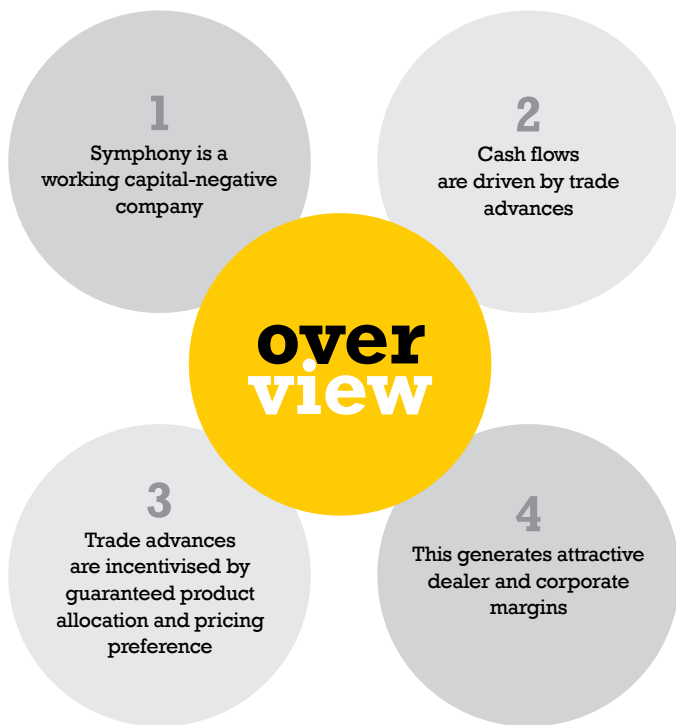 1
Symphony is a
working capital-negative
company
2
Cash flows
are driven by trade
advances
over
view
3
Trade advances
are incentivised by
guaranteed product
allocation and pricing
preference
4
This generates attractive
dealer and corporate
margins